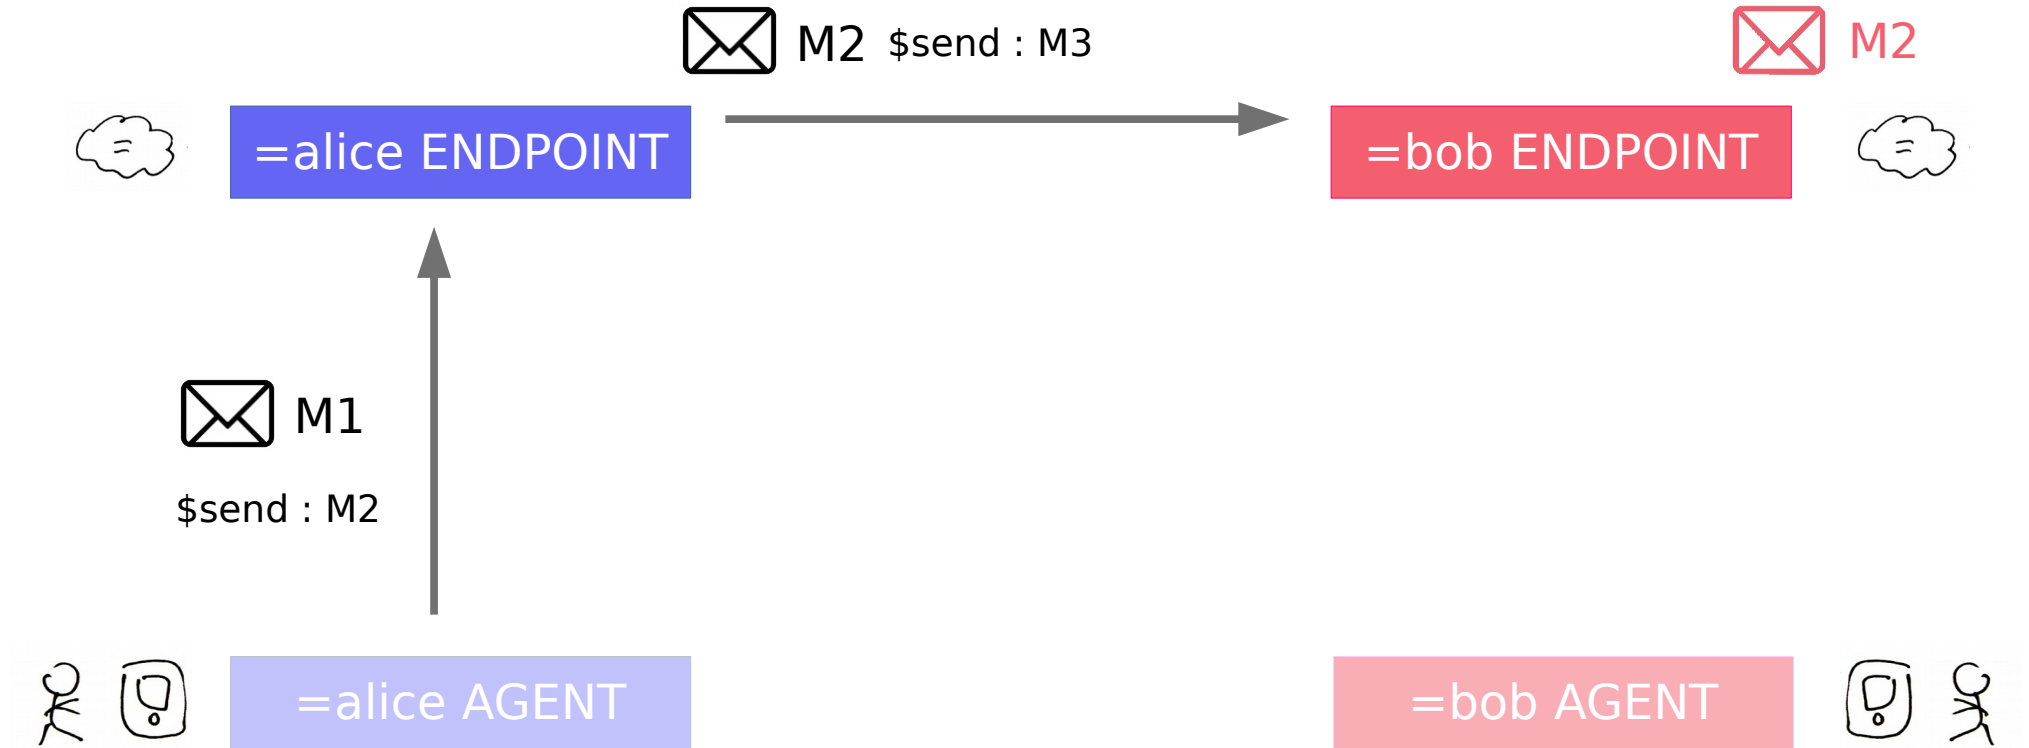 M2 $send : M3
M2
=alice ENDPOINT
=bob ENDPOINT
M1
$send : M2
=alice AGENT
=bob AGENT